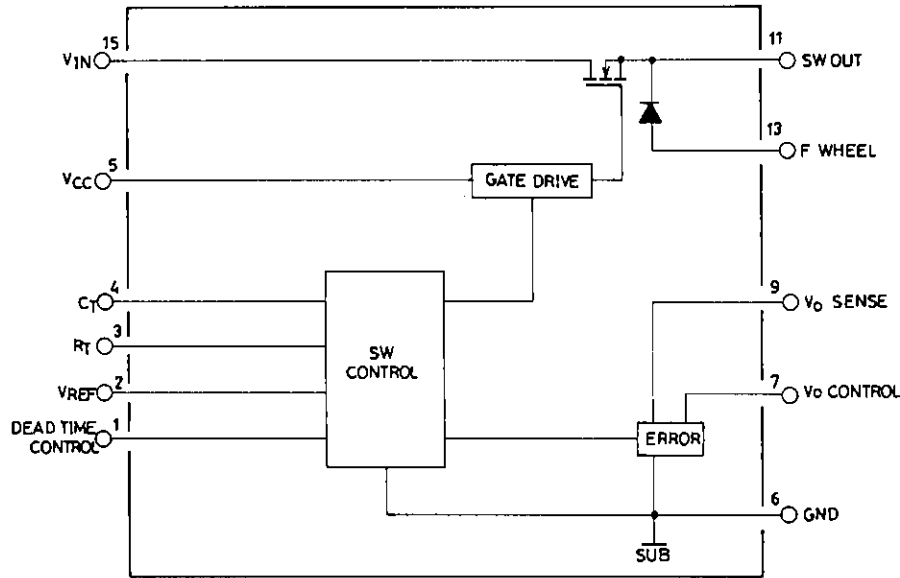 15
VIN
11
SW OUT
13
F WHEEL
5
VCC
GATE DRIVE
4
CT
9
VO SENSE
3
RT
SW
CONTROL
2
VREF
7
VO CONTROL
DEAD TIME
CONTROL
1
ERROR
6
GND
SUB